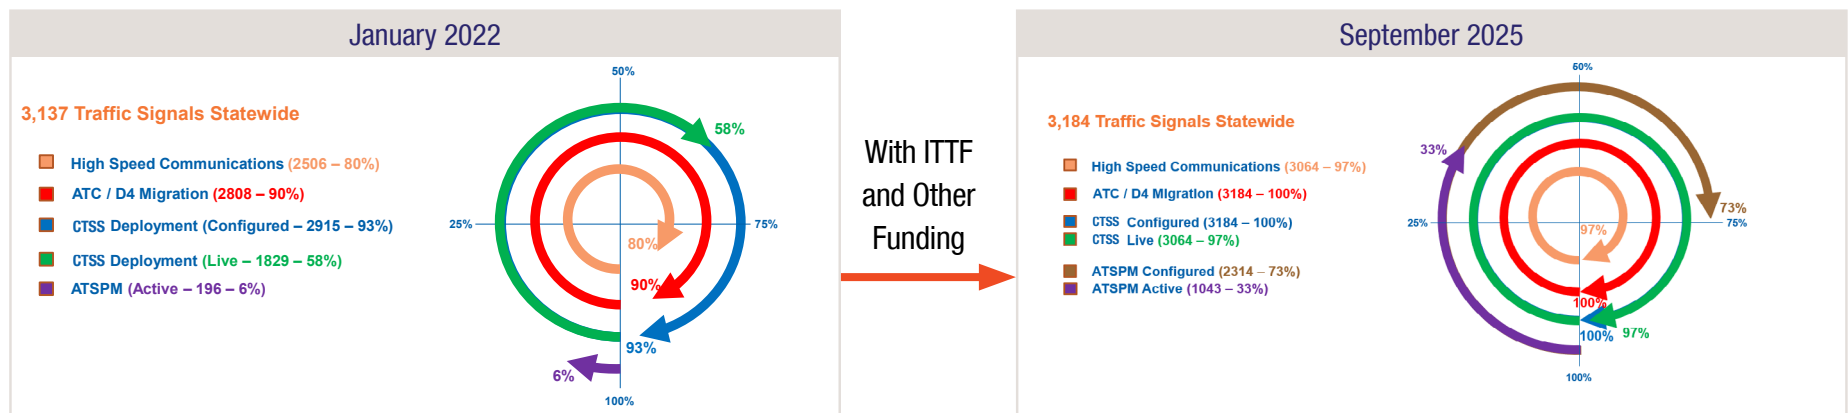 January 2022
3,137 Traffic Signals Statewide
High Speed Communications (2506 – 80%)
ATC / D4 Migration (2808 – 90%)
CTSS Deployment (Configured – 2915 – 93%)
CTSS Deployment (Live – 1829 – 58%)
ATSPM (Active – 196 – 6%)
50%
58%
25%
75%
80%
90%
93%
6%
100%
With ITTF
and Other
Funding
September 2025
3,184 Traffic Signals Statewide
High Speed Communications (3064 – 97%)
ATC / D4 MIgration (3184 – 100%)
CTSS Configured (3184 – 100%)
CTSS Live (3064 – 97%)
ATSPM Configured (2314 – 73%)
ATSPM Active (1043 – 33%)
50%
33%
73%
25%
75%
97%
100%
100%
97%
100%